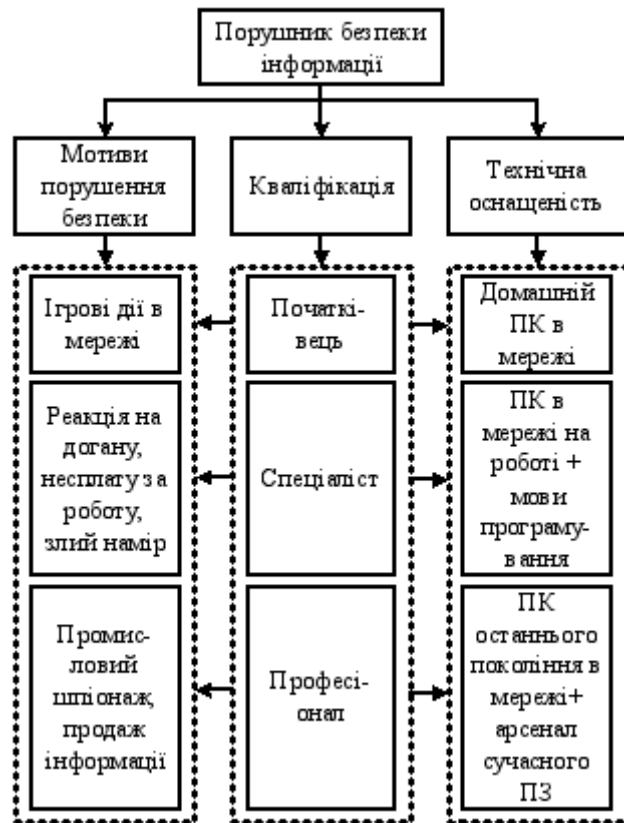 Порушник безпеки
інформації
Мотиви
порушення
безпеки
Кваліфікація
Технічна
оснащеність
Ігрові дії в
мережі
Початкі-
вець
Домашній
ПК в
мережі
Реакція на
догану,
несплату за
роботу,
злий намір
Спеціаліст
ПК в
мережі на
роботі +
мови
програму-
вання
Промис-
ловий
шпіонаж,
продаж
інформації
Професі-
онал
ПК
останнього
покоління в
мережі+
арсенал
сучасного
ПЗ